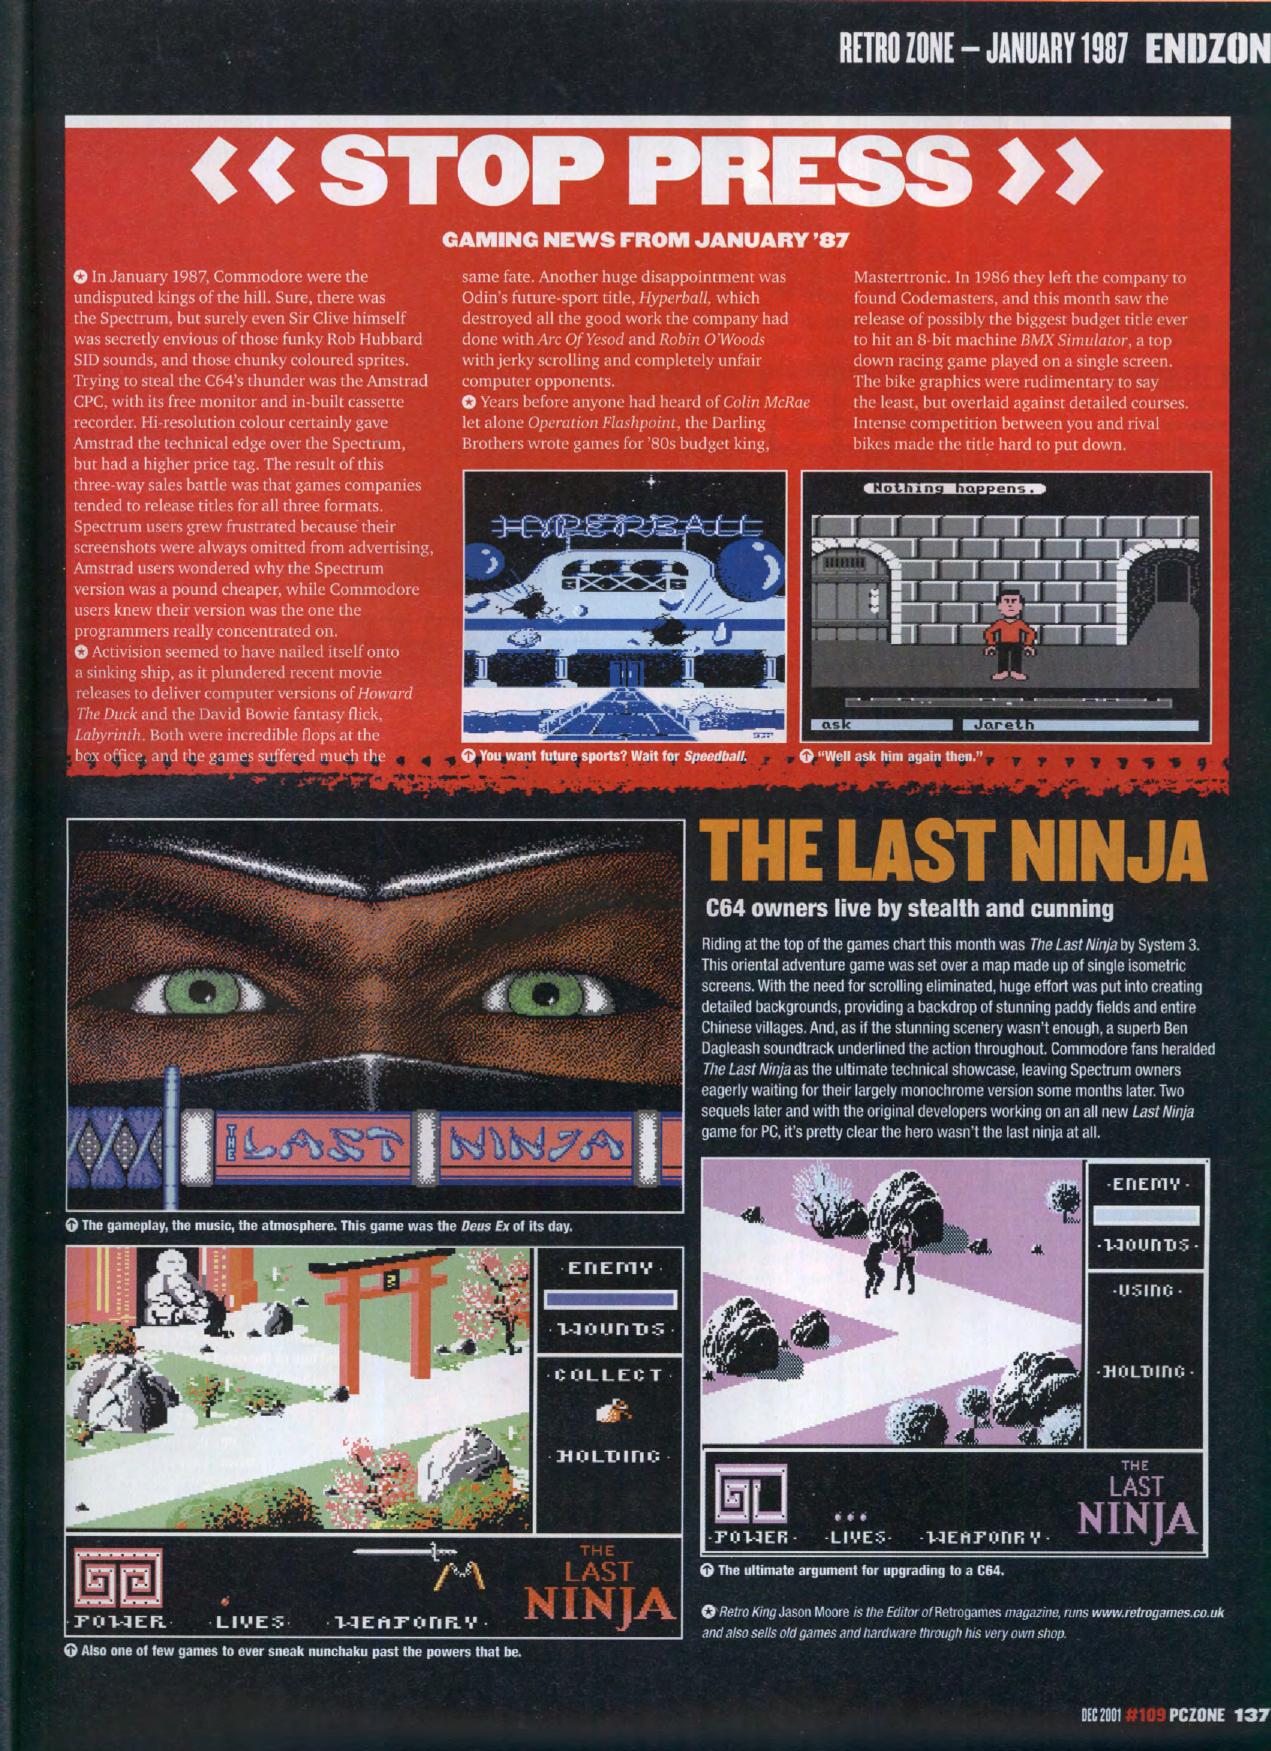 RETRO ZONE – JANUARY 1987 ENDZON
« STOP PRESS »
GAMING NEWS FROM JANUARY '87
In January 1987, Commodore were the
undisputed kings of the hill. Sure, there was
the Spectrum, but surely even Sir Clive himself
was secretly envious of those funky Rob Hubbard
SID sounds, and those chunky coloured sprites.
Trying to steal the C64's thunder was the Amstrad
CPC, with its free monitor and in-built cassette
recorder. Hi-resolution colour certainly gave
Amstrad the technical edge over the Spectrum,
but had a higher price tag. The result of this
three-way sales battle was that games companies
tended to release titles for all three formats.
Spectrum users grew frustrated because their
screenshots were always omitted from advertising,
Amstrad users wondered why the Spectrum
version was a pound cheaper, while Commodore
users knew their version was the one the
programmers really concentrated on.
Activision seemed to have nailed itself onto
a sinking ship, as it plundered recent movie
releases to deliver computer versions of Howard
The Duck and the David Bowie fantasy flick,
Labyrinth. Both were incredible flops at the
box office, and the games suffered much the
same fate. Another huge disappointment was
Odin's future-sport title, Hyperball, which
destroyed all the good work the company had
done with Arc Of Yesod and Robin O'Woods
with jerky scrolling and completely unfair
computer opponents.
Years before anyone had heard of Colin McRae
let alone Operation Flashpoint, the Darling
Brothers wrote games for '80s budget king,
Mastertronic. In 1986 they left the company to
found Codemasters, and this month saw the
release of possibly the biggest budget title ever
to hit an 8-bit machine BMX Simulator, a top
down racing game played on a single screen.
The bike graphics were rudimentary to say
the least, but overlaid against detailed courses.
Intense competition between you and rival
bikes made the title hard to put down.
HYPERBALL
You want future sports? Wait for Speedball.
Nothing happens.
ask Jareth
"Well ask him again then."
THE LAST NINJA
The gameplay, the music, the atmosphere. This game was the Deus Ex of its day.
THE LAST NINJA
C64 owners live by stealth and cunning
Riding at the top of the games chart this month was The Last Ninja by System 3.
This oriental adventure game was set over a map made up of single isometric
screens. With the need for scrolling eliminated, huge effort was put into creating
detailed backgrounds, providing a backdrop of stunning paddy fields and entire
Chinese villages. And, as if the stunning scenery wasn't enough, a superb Ben
Dagleash soundtrack underlined the action throughout. Commodore fans heralded
The Last Ninja as the ultimate technical showcase, leaving Spectrum owners
eagerly waiting for their largely monochrome version some months later. Two
sequels later and with the original developers working on an all new Last Ninja
game for PC, it's pretty clear the hero wasn't the last ninja at all.
·ENEMY·
·WOUNDS·
·COLLECT·
·HOLDING·
·POWER·
·LIVES·
·WEAPONRY·
THE
LAST
NINJA
Also one of few games to ever sneak nunchaku past the powers that be.
·ENEMY·
·WOUNDS·
·USING·
·HOLDING·
·POWER·
·LIVES·
·WEAPONRY·
THE
LAST
NINJA
The ultimate argument for upgrading to a C64.
Retro King Jason Moore is the Editor of Retrogames magazine, runs www.retrogames.co.uk
and also sells old games and hardware through his very own shop.
DEC 2001 #109 PCZONE 137